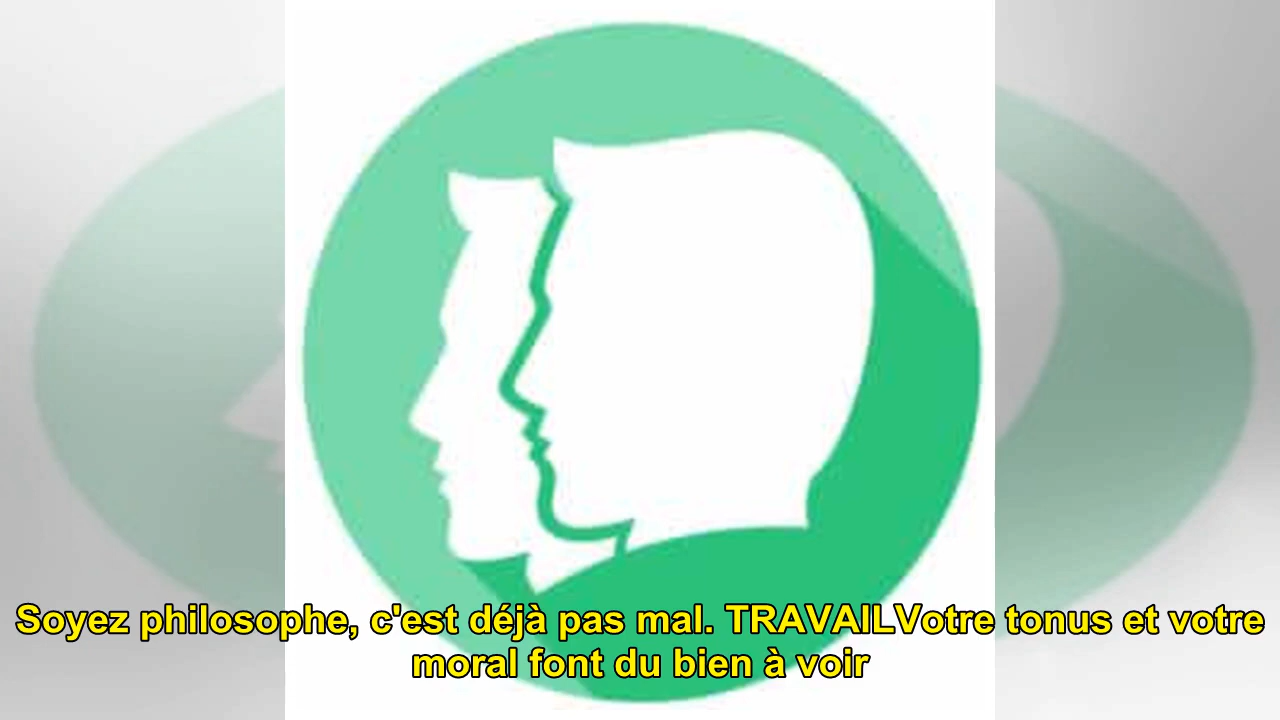 Soyez philosophe, c'est déjà pas mal. TRAVAILVotre tonus et votre
moral font du bien à voir